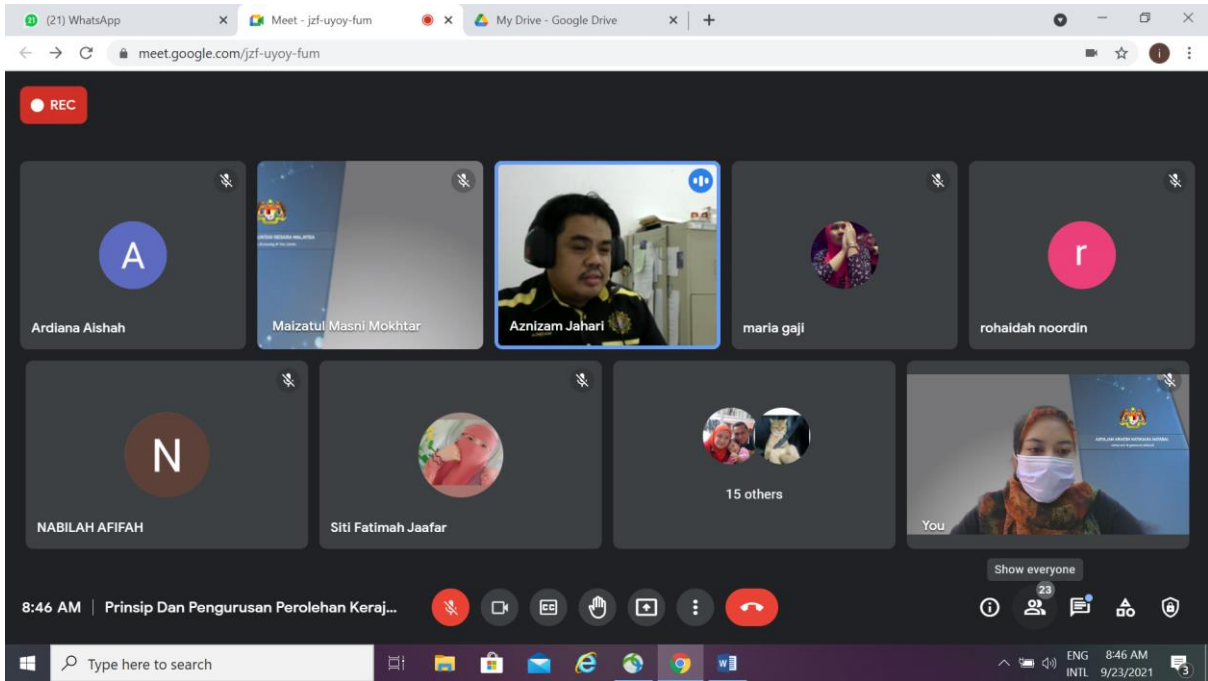 (21) WhatsApp
Meet - jzf-uyoy-fum
My Drive - Google Drive
meet.google.com/jzf-uyoy-fum
i
REC
A
Ardiana Aishah
Maizatul Masni Mokhtar
Aznizam Jahari
maria gaji
r
rohaidah noordin
N
NABILAH AFIFAH
Siti Fatimah Jaafar
15 others
You
Show everyone
23
8:46 AM | Prinsip Dan Pengurusan Perolehan Keraj...
CC
Type here to search
ENG 8:46 AM
INTL 9/23/2021
3